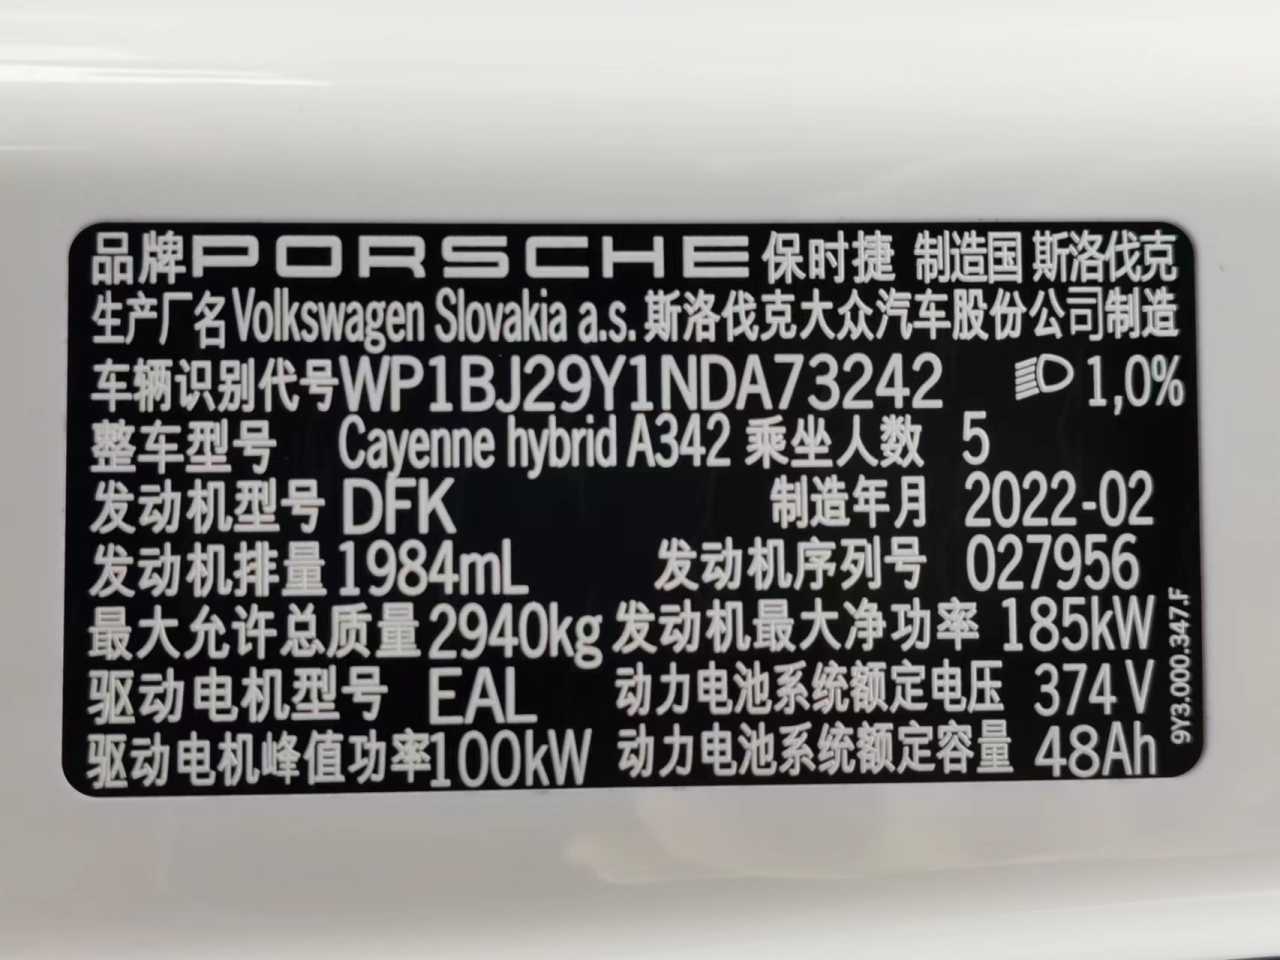 品牌PORSCHE保时捷 制造国 斯洛伐克
生产厂名Volkswagen Slovakia a.s.斯洛伐克大众汽车股份公司制造
车辆识别代号WP1BJ29Y1NDA73242 1,0%
整车型号 Cayenne hybrid A342 乘坐人数 5
发动机型号 DFK 制造年月 2022-02
发动机排量1984mL 发动机序列号 027956
最大允许总质量2940kg 发动机最大净功率 185kW
驱动电机型号 EAL 动力电池系统额定电压 374V
驱动电机峰值功率100kW 动力电池系统额定容量 48Ah
9Y3.000.347.F